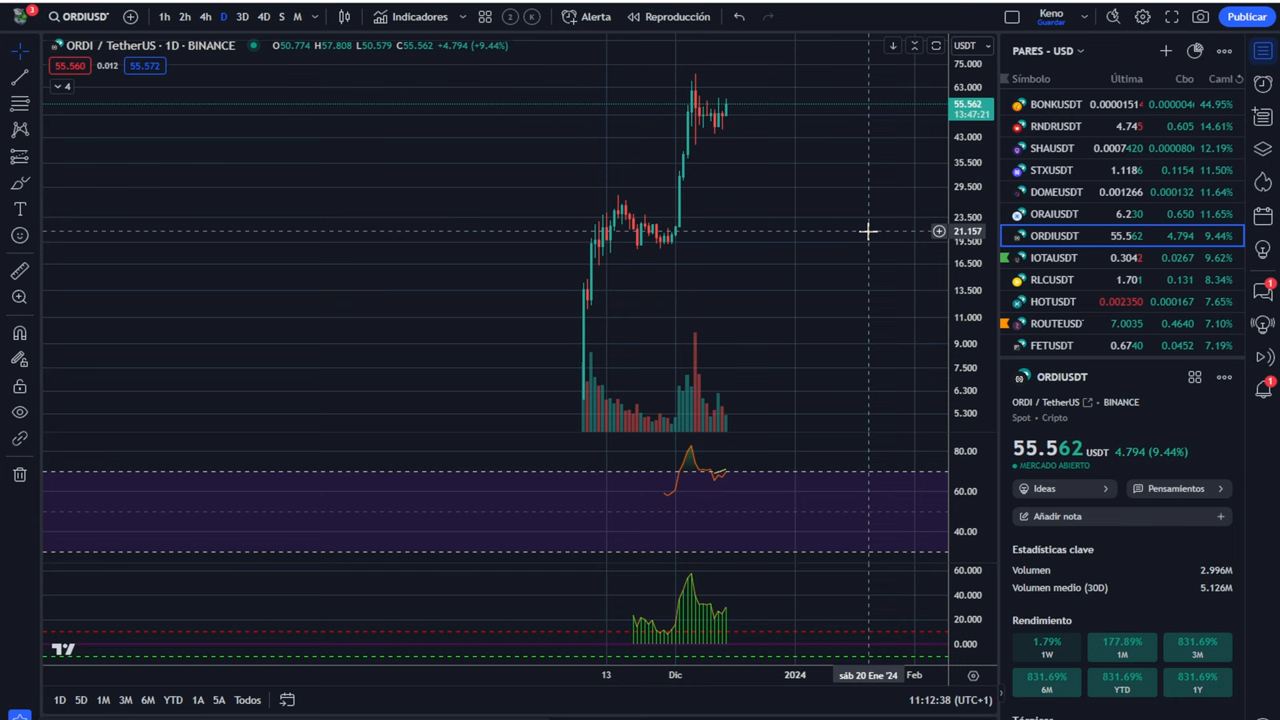 3 ORDIUSDT 1h 2h 4h D 3D 4D S M Indicadores Z K Alerta Reproducción Keno Guardar Publicar
ORDI / TetherUS · 1D · BINANCE O50.774 H57.808 L50.579 C55.562 +4.794 (+9.44%) USDT
55.560 0.012 55.572
4
75.000
63.000
55.562
13:47:21
43.000
35.500
29.500
23.500
21.157
19.500
16.500
13.500
11.000
9.000
7.500
6.300
5.300
80.00
60.00
40.00
60.000
40.000
20.000
0.000
13 Dic 2024 sáb 20 Ene '24 Feb
1D 5D 1M 3M 6M YTD 1A 5A Todos 11:12:38 (UTC+1)
PARES - USD
Símbolo Última Cbo
BONKUSDT 44.95%
RNDRUSDT 4.745 0.605 14.61%
SHAUSDT 0.0007420 12.19%
STXUSDT 1.1186 0.1154 11.50%
DOMEUSDT 0.001266 0.000132 11.64%
ORAIUSDT 6.230 0.650 11.65%
ORDIUSDT 55.562 4.794 9.44%
IOTAUSDT 0.3042 0.0267 9.62%
RLCUSDT 1.701 0.131 8.34%
HOTUSDT 0.002350 0.000167 7.65%
ROUTEUSD 7.0035 0.4640 7.10%
FETUSDT 0.6740 0.0452 7.19%
ORDIUSDT
ORDI / TetherUS • BINANCE
Spot • Cripto
55.562 USDT 4.794 (9.44%)
MERCADO ABIERTO
Ideas Pensamientos
Añadir nota
Estadísticas clave
Volumen 2.996M
Volumen medio (30D) 5.126M
Rendimiento
1.79% 177.89% 831.69%
1W 1M 3M
831.69% 831.69% 831.69%
6M YTD 1Y
1
1